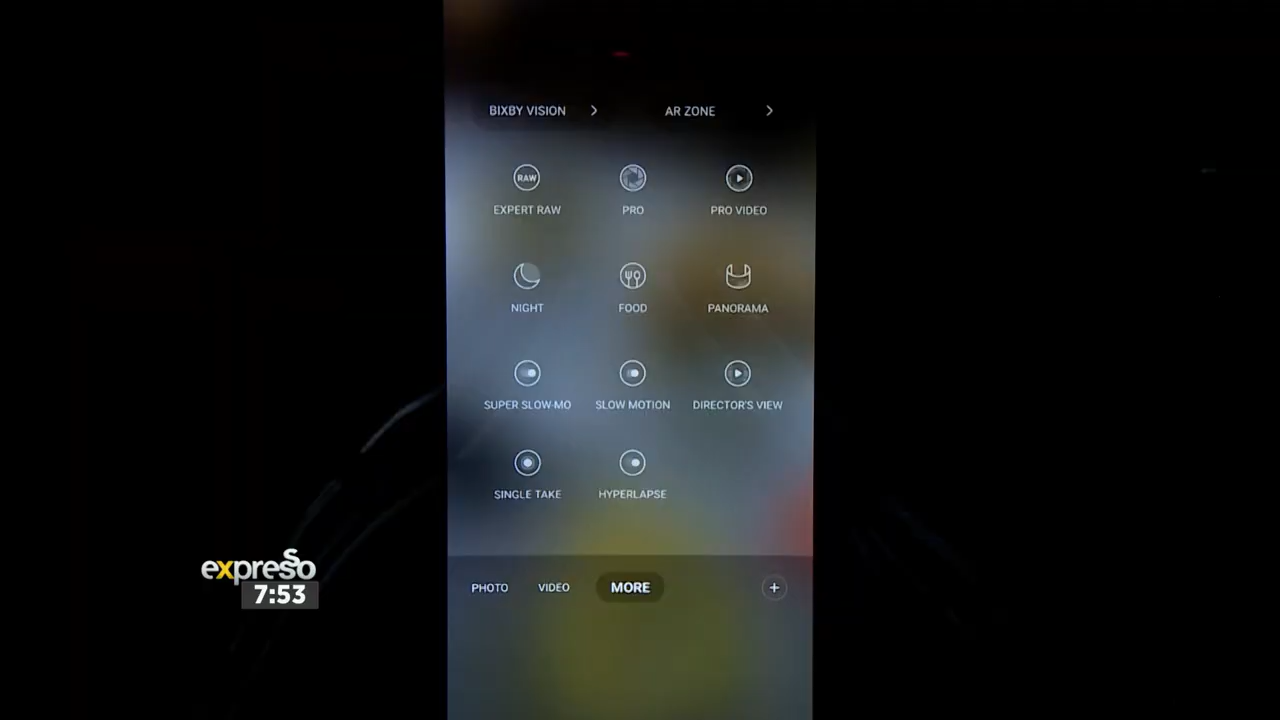 BIXBY VISION
AR ZONE
RAW
EXPERT RAW
PRO
PRO VIDEO
NIGHT
FOOD
PANORAMA
SUPER SLOW-MO
SLOW MOTION
DIRECTOR'S VIEW
SINGLE TAKE
HYPERLAPSE
expresso
7:53
PHOTO
VIDEO
MORE
+